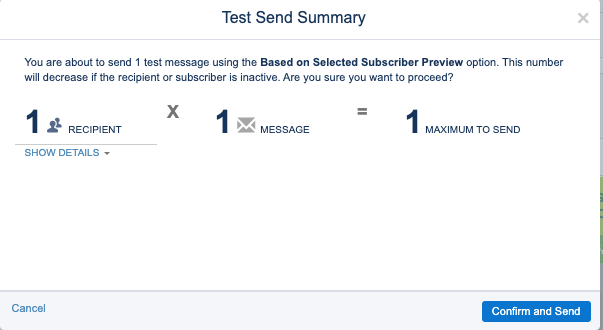 Test Send Summary
You are about to send 1 test message using the Based on Selected Subscriber Preview option. This number
will decrease if the recipient or subscriber is inactive. Are you sure you want to proceed?
1 RECIPIENT X 1 MESSAGE = 1 MAXIMUM TO SEND
SHOW DETAILS
Cancel Confirm and Send